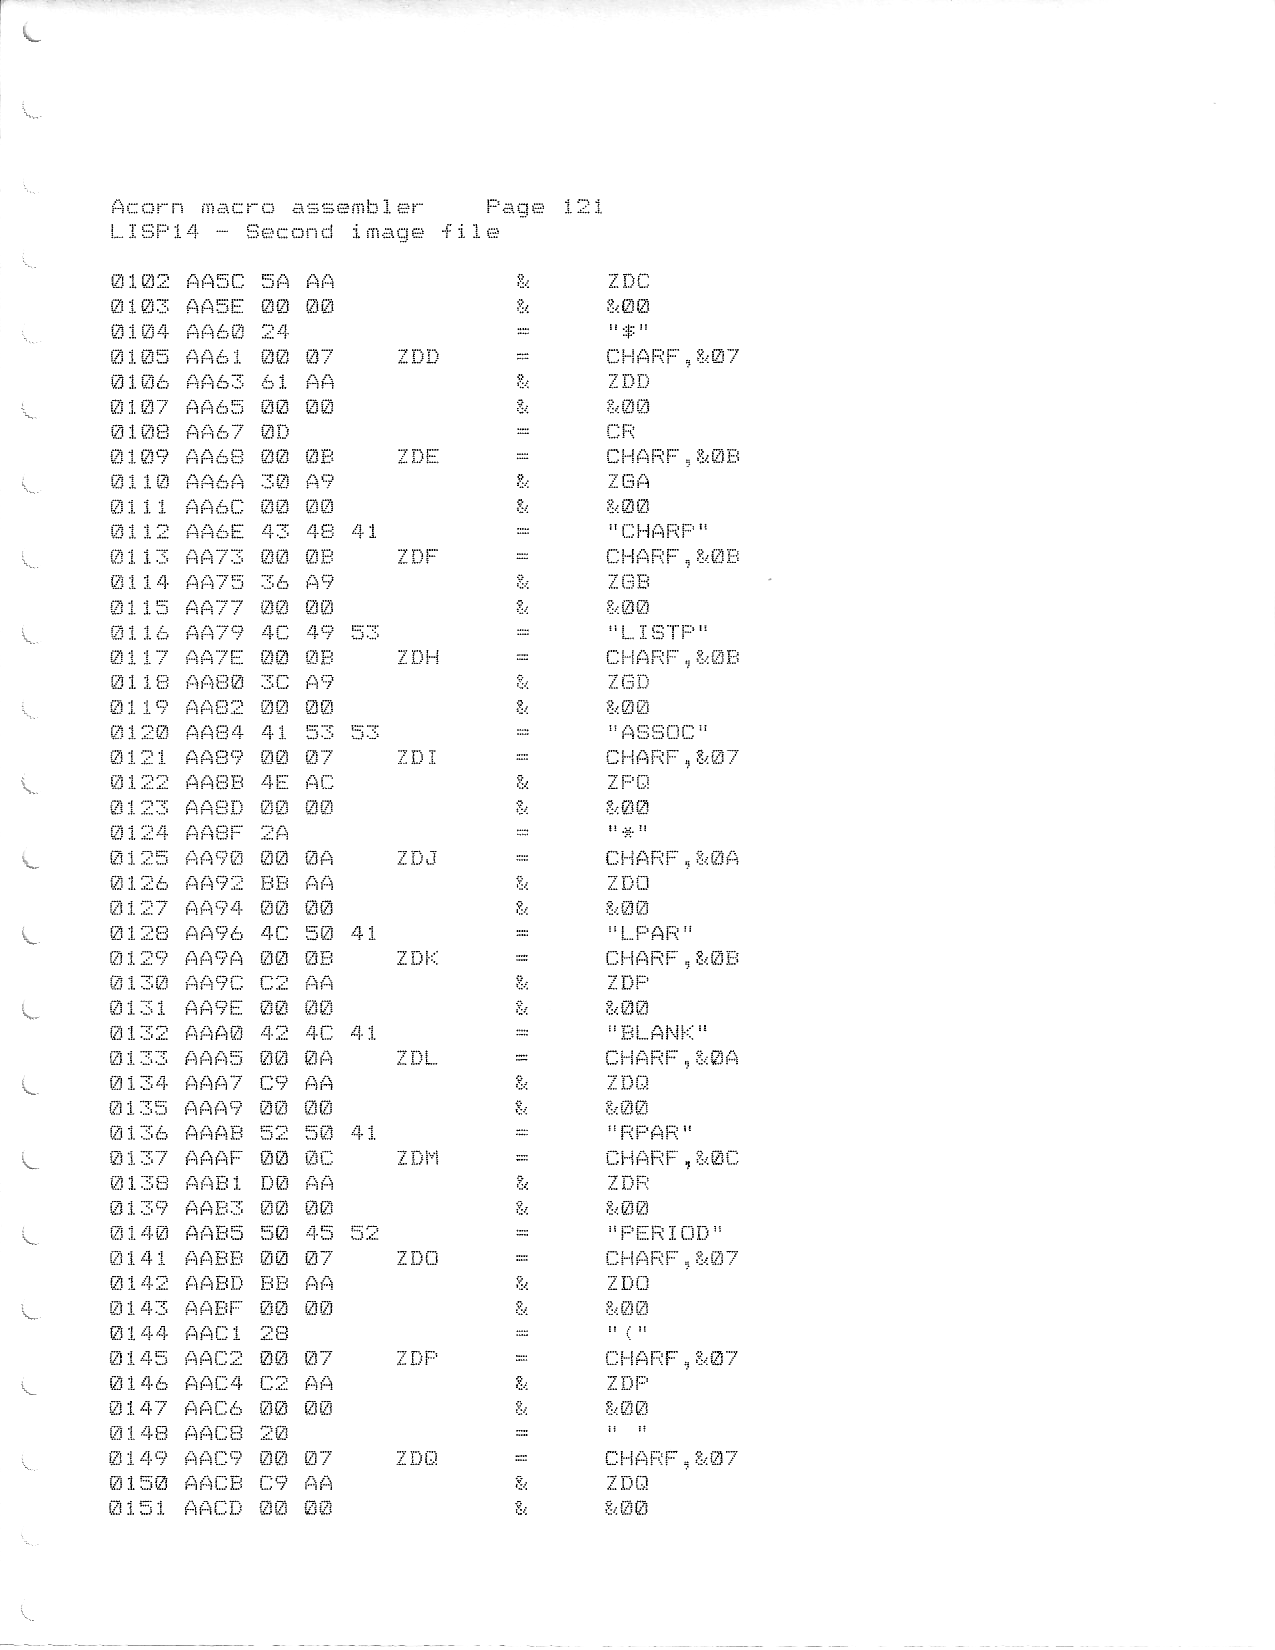 Acorn macro assembler    Page 121
LISP14 - Second image file
0102 AA5C 5A AA            &     ZDC
0103 AA5E 00 00            &     &00
0104 AA60 24               =     "$"
0105 AA61 00 07    ZDD     =     CHARF,&07
0106 AA63 61 AA            &     ZDD
0107 AA65 00 00            &     &00
0108 AA67 0D               =     CR
0109 AA68 00 0B    ZDE     =     CHARF,&0B
0110 AA6A 30 A9            &     ZGA
0111 AA6C 00 00            &     &00
0112 AA6E 43 48 41         =     "CHARP"
0113 AA73 00 0B    ZDF     =     CHARF,&0B
0114 AA75 36 A9            &     ZGB
0115 AA77 00 00            &     &00
0116 AA79 4C 49 53         =     "LISTP"
0117 AA7E 00 0B    ZDH     =     CHARF,&0B
0118 AA80 3C A9            &     ZGD
0119 AA82 00 00            &     &00
0120 AA84 41 53 53         =     "ASSOC"
0121 AA89 00 07    ZDI     =     CHARF,&07
0122 AA8B 4E AC            &     ZPQ
0123 AA8D 00 00            &     &00
0124 AA8F 2A               =     "*"
0125 AA90 00 0A    ZDJ     =     CHARF,&0A
0126 AA92 BB AA            &     ZDO
0127 AA94 00 00            &     &00
0128 AA96 4C 50 41         =     "LPAR"
0129 AA9A 00 0B    ZDK     =     CHARF,&0B
0130 AA9C C2 AA            &     ZDP
0131 AA9E 00 00            &     &00
0132 AAA0 42 4C 41         =     "BLANK"
0133 AAA5 00 0A    ZDL     =     CHARF,&0A
0134 AAA7 C9 AA            &     ZDQ
0135 AAA9 00 00            &     &00
0136 AAAB 52 50 41         =     "RPAR"
0137 AAAF 00 0C    ZDM     =     CHARF,&0C
0138 AAB1 D0 AA            &     ZDR
0139 AAB3 00 00            &     &00
0140 AAB5 50 45 52         =     "PERIOD"
0141 AABB 00 07    ZDO     =     CHARF,&07
0142 AABD BB AA            &     ZDO
0143 AABF 00 00            &     &00
0144 AAC1 28               =     "("
0145 AAC2 00 07    ZDP     =     CHARF,&07
0146 AAC4 C2 AA            &     ZDP
0147 AAC6 00 00            &     &00
0148 AAC8 20               =     " "
0149 AAC9 00 07    ZDQ     =     CHARF,&07
0150 AACB C9 AA            &     ZDQ
0151 AACD 00 00            &     &00